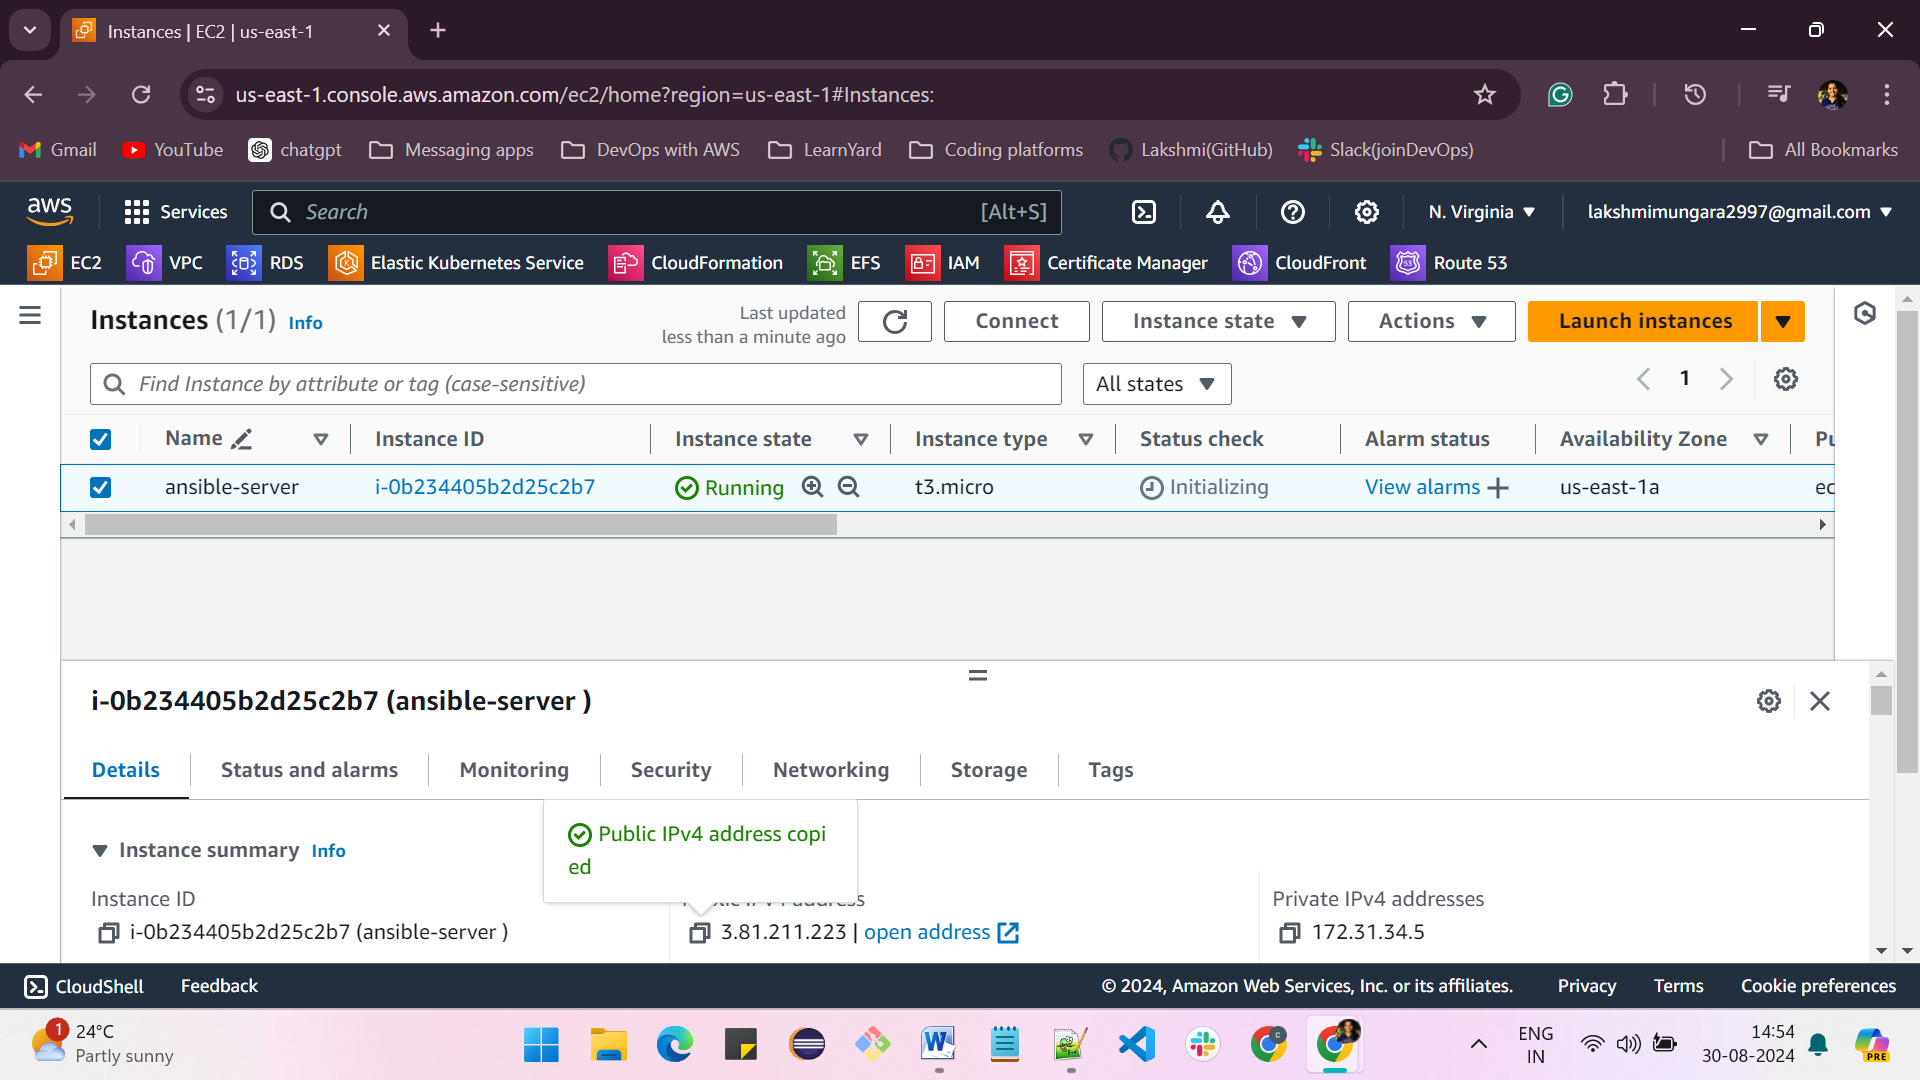 Instances | EC2 | us-east-1
us-east-1.console.aws.amazon.com/ec2/home?region=us-east-1#Instances:
Gmail YouTube chatgpt Messaging apps DevOps with AWS LearnYard Coding platforms Lakshmi(GitHub) Slack(joinDevOps) All Bookmarks
aws Services Search [Alt+S] N. Virginia lakshmimungara2997@gmail.com
EC2 VPC RDS Elastic Kubernetes Service CloudFormation EFS IAM Certificate Manager CloudFront Route 53
Instances (1/1) Info
Last updated
less than a minute ago
Connect Instance state Actions Launch instances
Find Instance by attribute or tag (case-sensitive) All states 1
Name Instance ID Instance state Instance type Status check Alarm status Availability Zone Pu
ansible-server i-0b234405b2d25c2b7 Running t3.micro Initializing View alarms us-east-1a ec
i-0b234405b2d25c2b7 (ansible-server )
Details Status and alarms Monitoring Security Networking Storage Tags
Public IPv4 address copi
ed
Instance summary Info
Instance ID Private IPv4 addresses
i-0b234405b2d25c2b7 (ansible-server ) 3.81.211.223 | open address 172.31.34.5
CloudShell Feedback © 2024, Amazon Web Services, Inc. or its affiliates. Privacy Terms Cookie preferences
1 24°C
Partly sunny
ENG
IN
14:54
30-08-2024
PRE